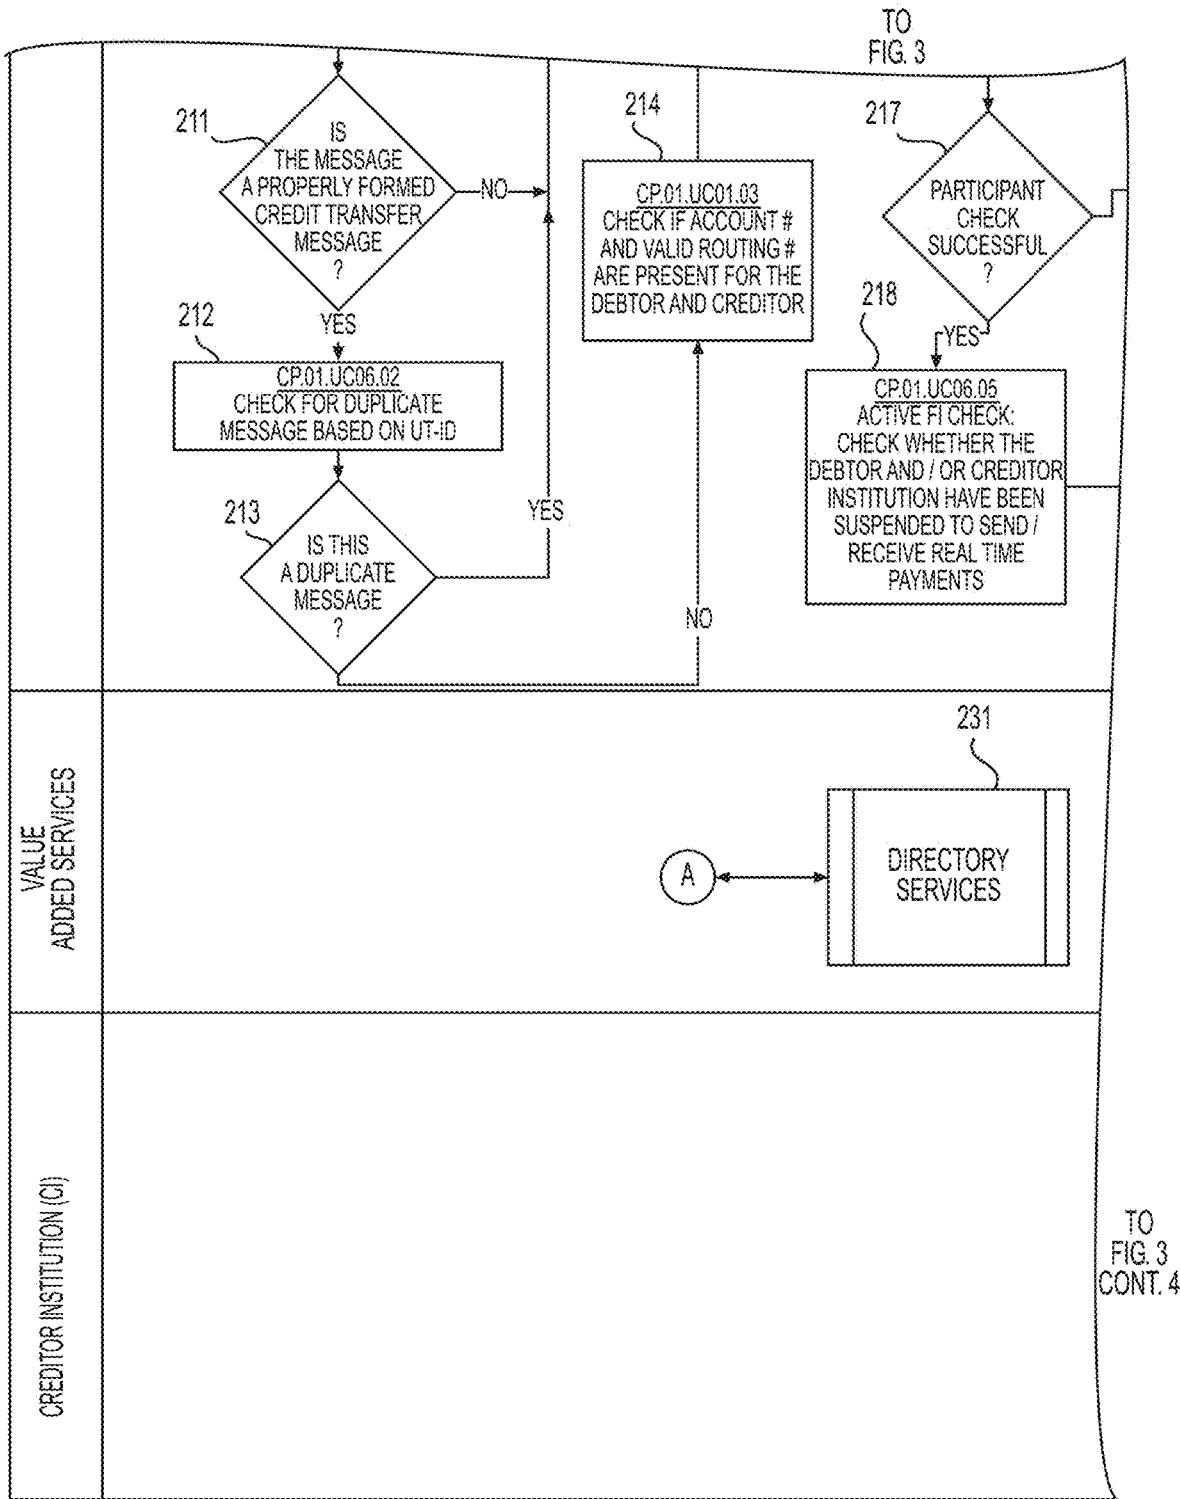 TO
FIG. 3
211
IS
THE MESSAGE
A PROPERLY FORMED
CREDIT TRANSFER
MESSAGE
?
NO
YES
212
CP.01.UC06.02
CHECK FOR DUPLICATE
MESSAGE BASED ON UT-ID
213
IS THIS
A DUPLICATE
MESSAGE
?
YES
NO
214
CP.01.UC01.03
CHECK IF ACCOUNT #
AND VALID ROUTING #
ARE PRESENT FOR THE
DEBTOR AND CREDITOR
217
PARTICIPANT
CHECK
SUCCESSFUL
?
YES
218
CP.01.UC06.05
ACTIVE FI CHECK:
CHECK WHETHER THE
DEBTOR AND / OR CREDITOR
INSTITUTION HAVE BEEN
SUSPENDED TO SEND /
RECEIVE REAL TIME
PAYMENTS
VALUE
ADDED SERVICES
231
A
DIRECTORY
SERVICES
CREDITOR INSTITUTION (CI)
TO
FIG. 3
CONT. 4